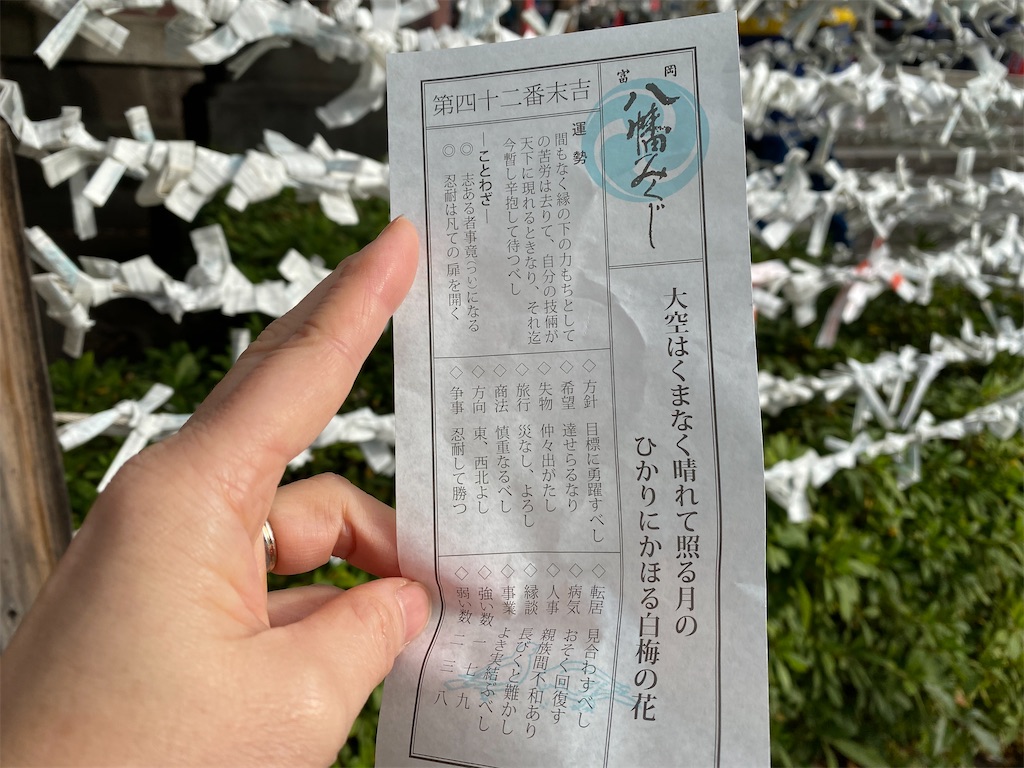 富岡
八幡みくじ
大空はくまなく晴れて照る月の
ひかりにかほる白梅の花
第四十二番末吉
運勢
間もなく縁の下の力もちとして
の苦労は去りて、自分の技倆が
天下に現れるときなり、それ迄
今暫し辛抱して待つべし
―ことわざ―
◎ 志ある者事竟(つい)になる
◎ 忍耐は凡ての扉を開く
◇方針 目標に勇躍すべし
◇希望 達せらるなり
◇失物 仲々出がたし
◇旅行 災なし、よろし
◇商法 慎重なるべし
◇方向 東、西北よし
◇争事 忍耐して勝つ
◇転居 見合わすべし
◇病気 おそく回復す
◇人事 親族間不和あり
◇縁談 長びくと難かし
◇事業 よき実結ぶべし
◇強い数 一 七 九
◇弱い数 二 三 八